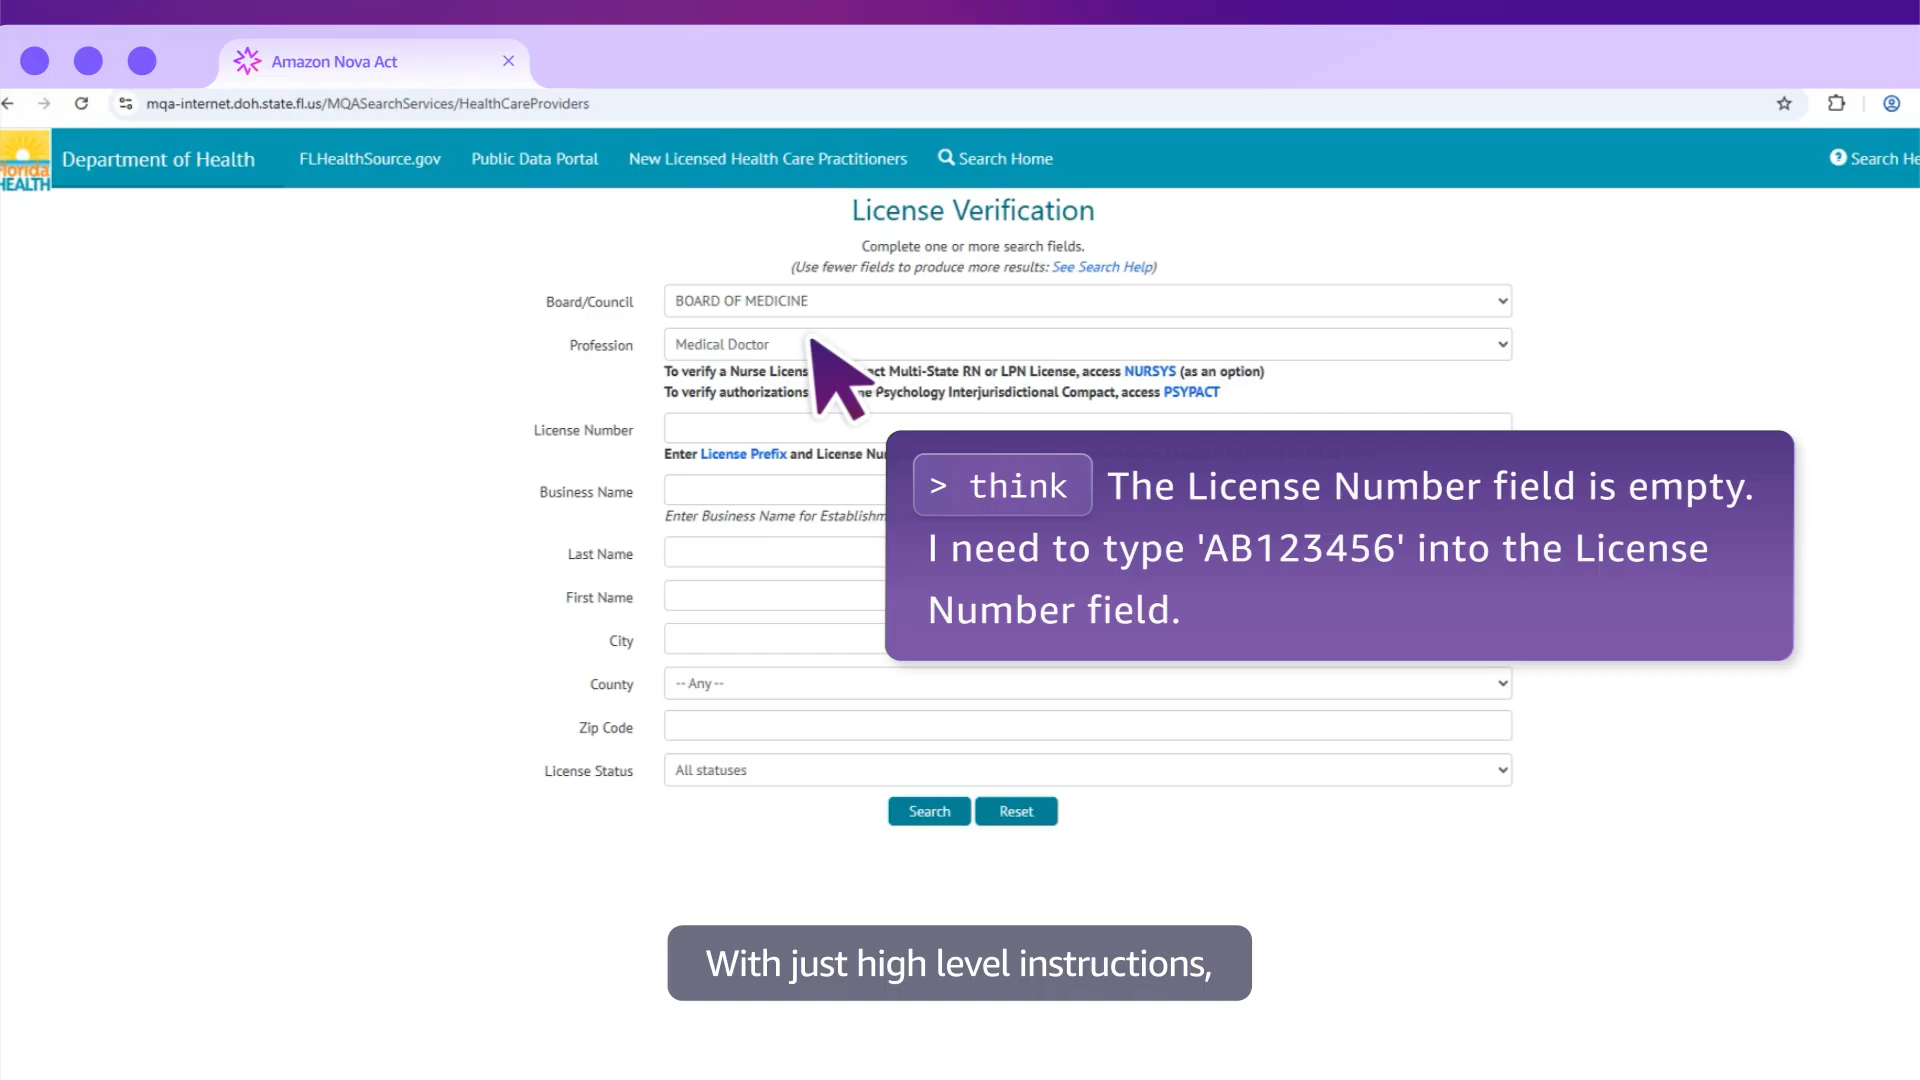 Amazon Nova Act
mqa-internet.doh.state.fl.us/MQASearchServices/HealthCareProviders
Florida
HEALTH
Department of Health
FLHealthSource.gov
Public Data Portal
New Licensed Health Care Practitioners
Search Home
Search He
License Verification
Complete one or more search fields.
(Use fewer fields to produce more results: See Search Help)
Board/Council
BOARD OF MEDICINE
Profession
Medical Doctor
To verify a Nurse Licens act Multi-State RN or LPN License, access NURSYS (as an option)
To verify authorizations e Psychology Interjurisdictional Compact, access PSYPACT
License Number
Enter License Prefix and License Nu
Business Name
Enter Business Name for Establishm
Last Name
First Name
City
County
-- Any --
Zip Code
License Status
All statuses
Search
Reset
> think The License Number field is empty.
I need to type 'AB123456' into the License
Number field.
With just high level instructions,